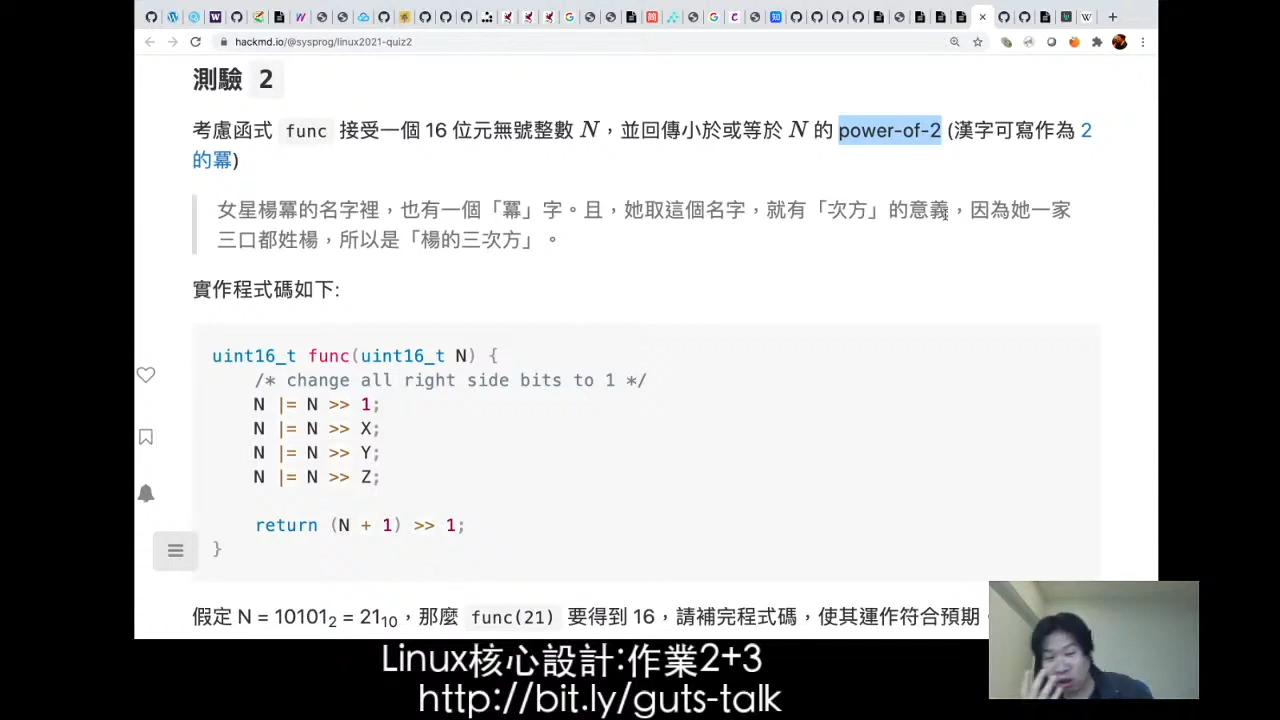 hackmd.io/@sysprog/linux2021-quiz2
測驗 2
考慮函式 func 接受一個 16 位元無號整數 N，並回傳小於或等於 N 的 power-of-2 (漢字可寫作為 2
的冪)
女星楊冪的名字裡，也有一個「冪」字。且，她取這個名字，就有「次方」的意義，因為她一家
三口都姓楊，所以是「楊的三次方」。
實作程式碼如下:
uint16_t func(uint16_t N) {
/* change all right side bits to 1 */
N |= N >> 1;
N |= N >> X;
N |= N >> Y;
N |= N >> Z;
return (N + 1) >> 1;
}
假定 N = 10101₂ = 21₁₀，那麼 func(21) 要得到 16，請補完程式碼，使其運作符合預期
Linux核心設計:作業2+3
http://bit.ly/guts-talk